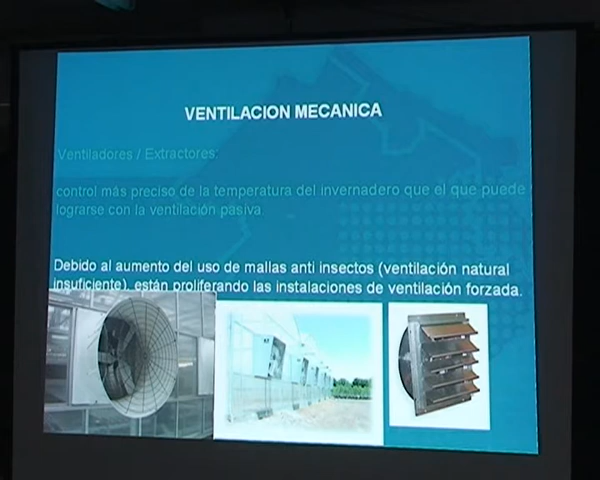 VENTILACION MECANICA
Ventiladores / Extractores:
control más preciso de la temperatura del invernadero que el que puede
lograrse con la ventilación pasiva.
Debido al aumento del uso de mallas anti insectos (ventilación natural
insuficiente), están proliferando las instalaciones de ventilación forzada.